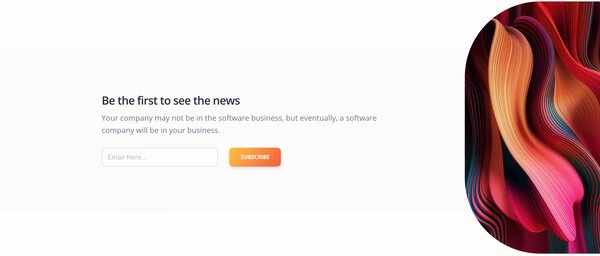 Be the first to see the news
Your company may not be in the software business, but eventually, a software
company will be in your business.
Email Here...
SUBSCRIBE